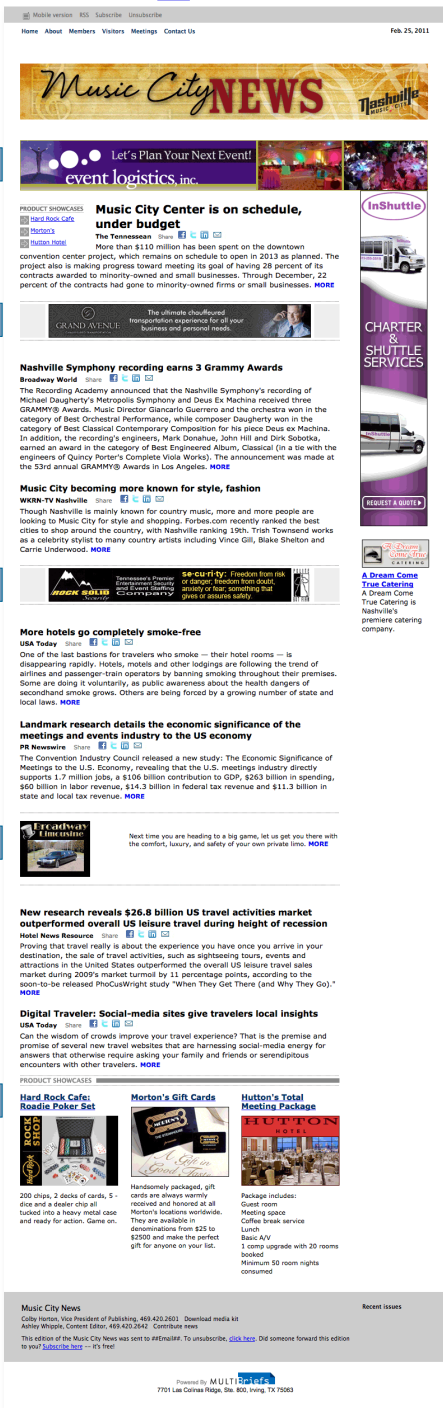 Mobile version RSS Subscribe Unsubscribe
Home About Members Visitors Meetings Contact Us Feb. 25, 2011
Music City NEWS
Nashville
MUSIC CITY
Let's Plan Your Next Event!
event logistics, inc.
PRODUCT SHOWCASES
Hard Rock Cafe
Morton's
Hutton Hotel
Music City Center is on schedule,
under budget
The Tennessean Share
More than $110 million has been spent on the downtown
convention center project, which remains on schedule to open in 2013 as planned. The
project also is making progress toward meeting its goal of having 28 percent of its
contracts awarded to minority-owned and small businesses. Through December, 22
percent of the contracts had gone to minority-owned firms or small businesses. MORE
GRAND AVENUE
The ultimate chauffeured
transportation experience for all your
business and personal needs.
Nashville Symphony recording earns 3 Grammy Awards
Broadway World Share
The Recording Academy announced that the Nashville Symphony's recording of
Michael Daugherty's Metropolis Symphony and Deus Ex Machina received three
GRAMMY® Awards. Music Director Giancarlo Guerrero and the orchestra won in the
category of Best Orchestral Performance, while composer Daugherty won in the
category of Best Classical Contemporary Composition for his piece Deus ex Machina.
In addition, the recording's engineers, Mark Donahue, John Hill and Dirk Sobotka,
earned an award in the category of Best Engineered Album, Classical (in a tie with the
engineers of Quincy Porter's Complete Viola Works). The announcement was made at
the 53rd annual GRAMMY® Awards in Los Angeles. MORE
Music City becoming more known for style, fashion
WKRN-TV Nashville Share
Though Nashville is mainly known for country music, more and more people are
looking to Music City for style and shopping. Forbes.com recently ranked the best
cities to shop around the country, with Nashville ranking 19th. Trish Townsend works
as a celebrity stylist to many country artists including Vince Gill, Blake Shelton and
Carrie Underwood. MORE
ROCK SOLID
Security
Tennessee's Premier
Entertainment Security
and Event Staffing
Company
se·cu·ri·ty: Freedom from risk
or danger; freedom from doubt,
anxiety or fear; something that
gives or assures safety.
More hotels go completely smoke-free
USA Today Share
One of the last bastions for travelers who smoke — their hotel rooms — is
disappearing rapidly. Hotels, motels and other lodgings are following the trend of
airlines and passenger-train operators by banning smoking throughout their premises.
Some are doing it voluntarily, as public awareness about the health dangers of
secondhand smoke grows. Others are being forced by a growing number of state and
local laws. MORE
Landmark research details the economic significance of the
meetings and events industry to the US economy
PR Newswire Share
The Convention Industry Council released a new study: The Economic Significance of
Meetings to the U.S. Economy, revealing that the U.S. meetings industry directly
supports 1.7 million jobs, a $106 billion contribution to GDP, $263 billion in spending,
$60 billion in labor revenue, $14.3 billion in federal tax revenue and $11.3 billion in
state and local tax revenue. MORE
Broadway
Limousine
Next time you are heading to a big game, let us get you there with
the comfort, luxury, and safety of your own private limo. MORE
New research reveals $26.8 billion US travel activities market
outperformed overall US leisure travel during height of recession
Hotel News Resource Share
Proving that travel really is about the experience you have once you arrive in your
destination, the sale of travel activities, such as sightseeing tours, events and
attractions in the United States outperformed the overall US leisure travel sales
market during 2009's market turmoil by 11 percentage points, according to the
soon-to-be released PhoCusWright study "When They Get There (and Why They Go)."
MORE
Digital Traveler: Social-media sites give travelers local insights
USA Today Share
Can the wisdom of crowds improve your travel experience? That is the premise and
promise of several new travel websites that are harnessing social-media energy for
answers that otherwise require asking your family and friends or serendipitous
encounters with other travelers. MORE
InShuttle
CHARTER
&
SHUTTLE
SERVICES
InShuttle
REQUEST A QUOTE
A Dream
Come True
CATERING
A Dream Come
True Catering
A Dream Come
True Catering is
Nashville's
premiere catering
company.
PRODUCT SHOWCASES
Hard Rock Cafe:
Roadie Poker Set
ROCK SHOP
Hard Rock
200 chips, 2 decks of cards, 5 -
dice and a dealer chip all
tucked into a heavy metal case
and ready for action. Game on.
Morton's Gift Cards
MORTON'S
A Gift in
Good Taste
Handsomely packaged, gift
cards are always warmly
received and honored at all
Morton's locations worldwide.
They are available in
denominations from $25 to
$2500 and make the perfect
gift for anyone on your list.
Hutton's Total
Meeting Package
HUTTON
HOTEL
Package includes:
Guest room
Meeting space
Coffee break service
Lunch
Basic A/V
1 comp upgrade with 20 rooms
booked
Minimum 50 room nights
consumed
Music City News
Colby Horton, Vice President of Publishing, 469.420.2601 Download media kit
Ashley Whipple, Content Editor, 469.420.2642 Contribute news
This edition of the Music City News was sent to ##Email##. To unsubscribe, click here. Did someone forward this edition
to you? Subscribe here -- it's free!
Recent issues
Powered By MULTIBriefs
7701 Las Colinas Ridge, Ste. 800, Irving, TX 75063